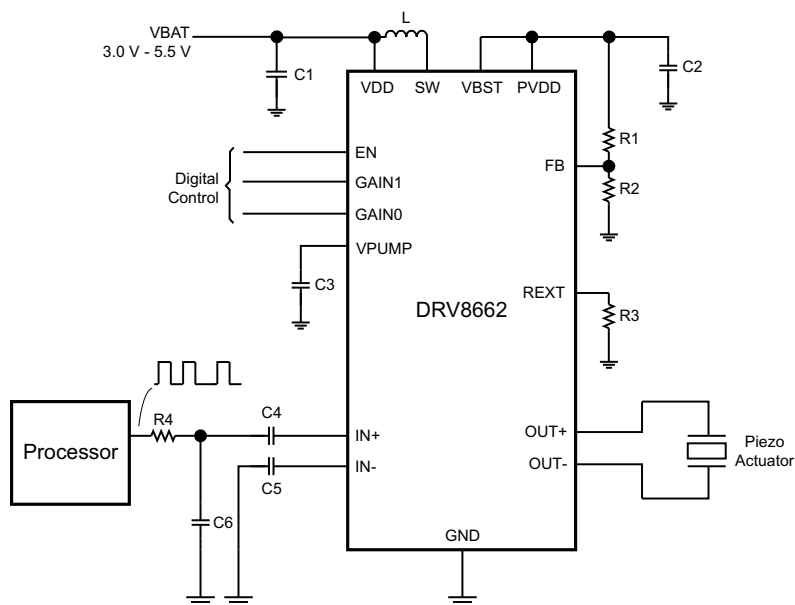 VBAT
3.0 V - 5.5 V
L
C1
C2
VDD
SW
VBST
PVDD
R1
EN
FB
Digital
Control
GAIN1
R2
GAIN0
VPUMP
C3
REXT
DRV8662
R3
R4
C4
Processor
IN+
OUT+
Piezo
Actuator
IN-
OUT-
C5
C6
GND